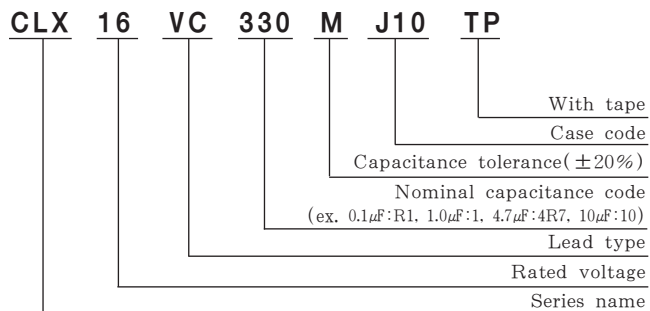 CLX 16 VC 330 M J10 TP
With tape
Case code
Capacitance tolerance(±20%)
Nominal capacitance code
(ex. 0.1μF:R1, 1.0μF:1, 4.7μF:4R7, 10μF:10)
Lead type
Rated voltage
Series name